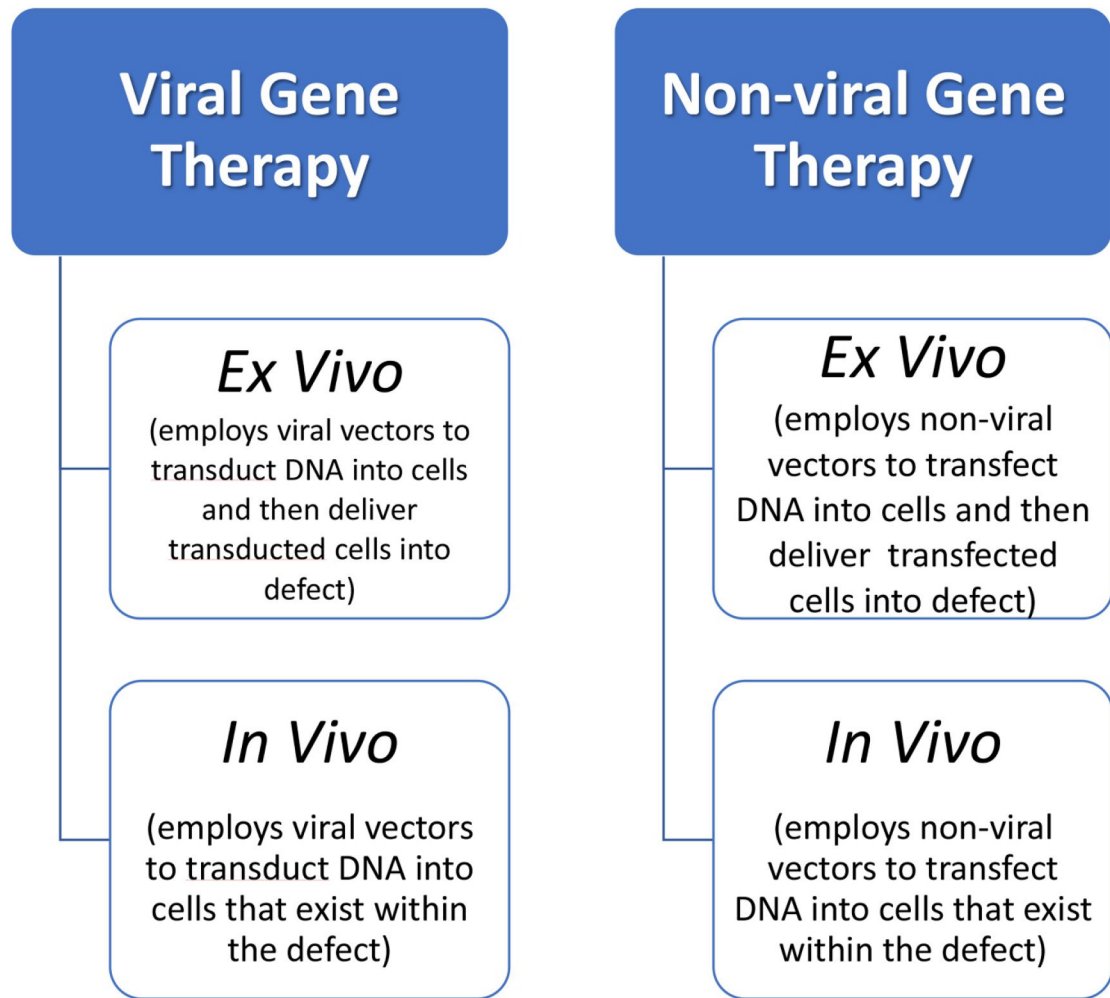 Viral Gene
Therapy
Ex Vivo
(employs viral vectors to
transduct DNA into cells
and then deliver
transducted cells into
defect)
In Vivo
(employs viral vectors
to transduct DNA into
cells that exist within
the defect)
Non-viral Gene
Therapy
Ex Vivo
(employs non-viral
vectors to transfect
DNA into cells and then
deliver transfected
cells into defect)
In Vivo
(employs non-viral
vectors to transfect
DNA into cells that exist
within the defect)